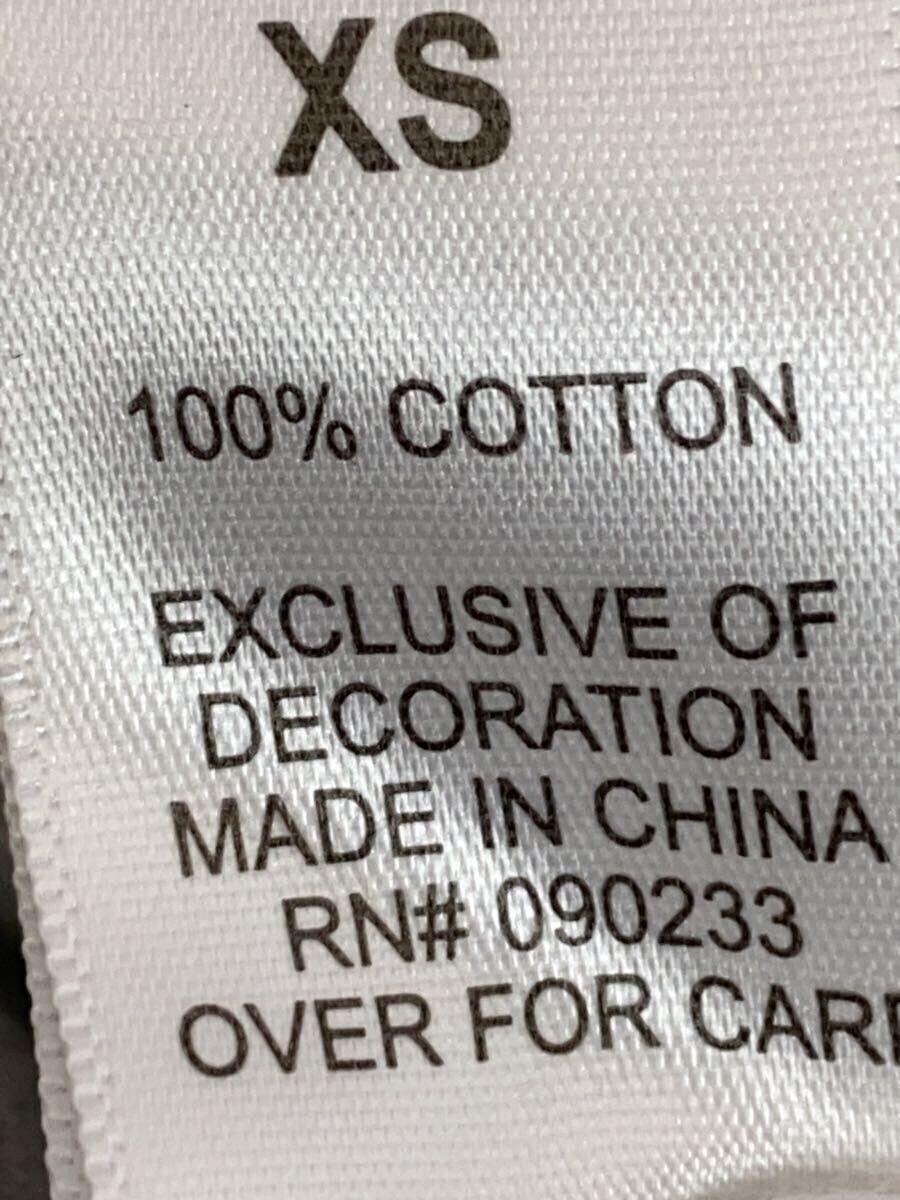 XS
100% COTTON
EXCLUSIVE OF
DECORATION
MADE IN CHINA
RN# 090233
OVER FOR CARE